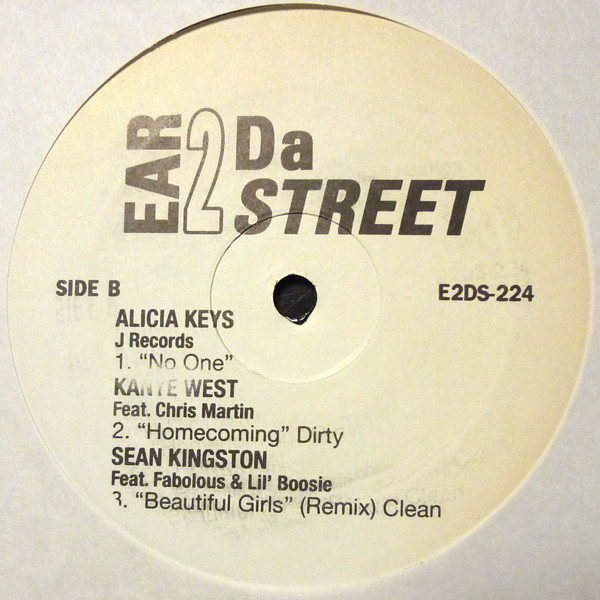 EAR 2 Da
STREET
SIDE B
E2DS-224
ALICIA KEYS
J Records
1. “No One”
KANYE WEST
Feat. Chris Martin
2. “Homecoming” Dirty
SEAN KINGSTON
Feat. Fabolous & Lil’ Boosie
3. “Beautiful Girls” (Remix) Clean